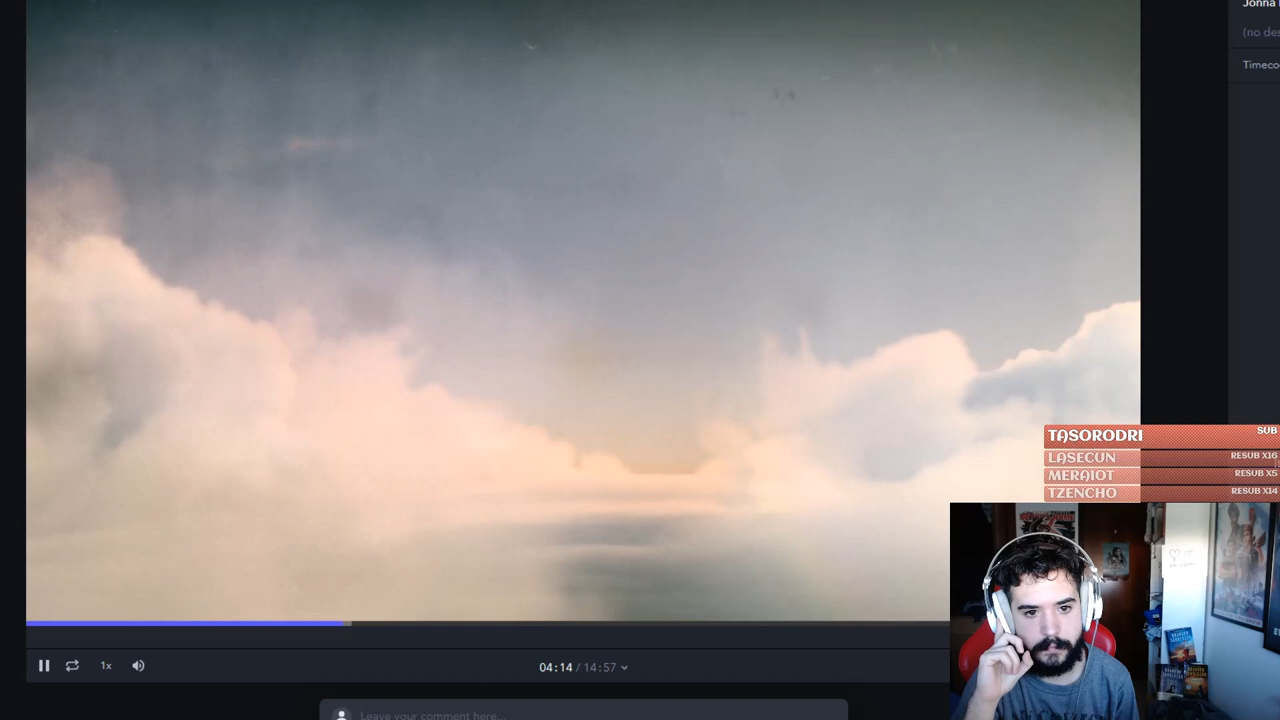 Jonna
(no des
Timeco
TASORODRI SUB
LASECUN RESUB X16
MERAIOT RESUB X5
TZENCHO RESUB X14
1x
04:14 / 14:57
Leave your comment here...